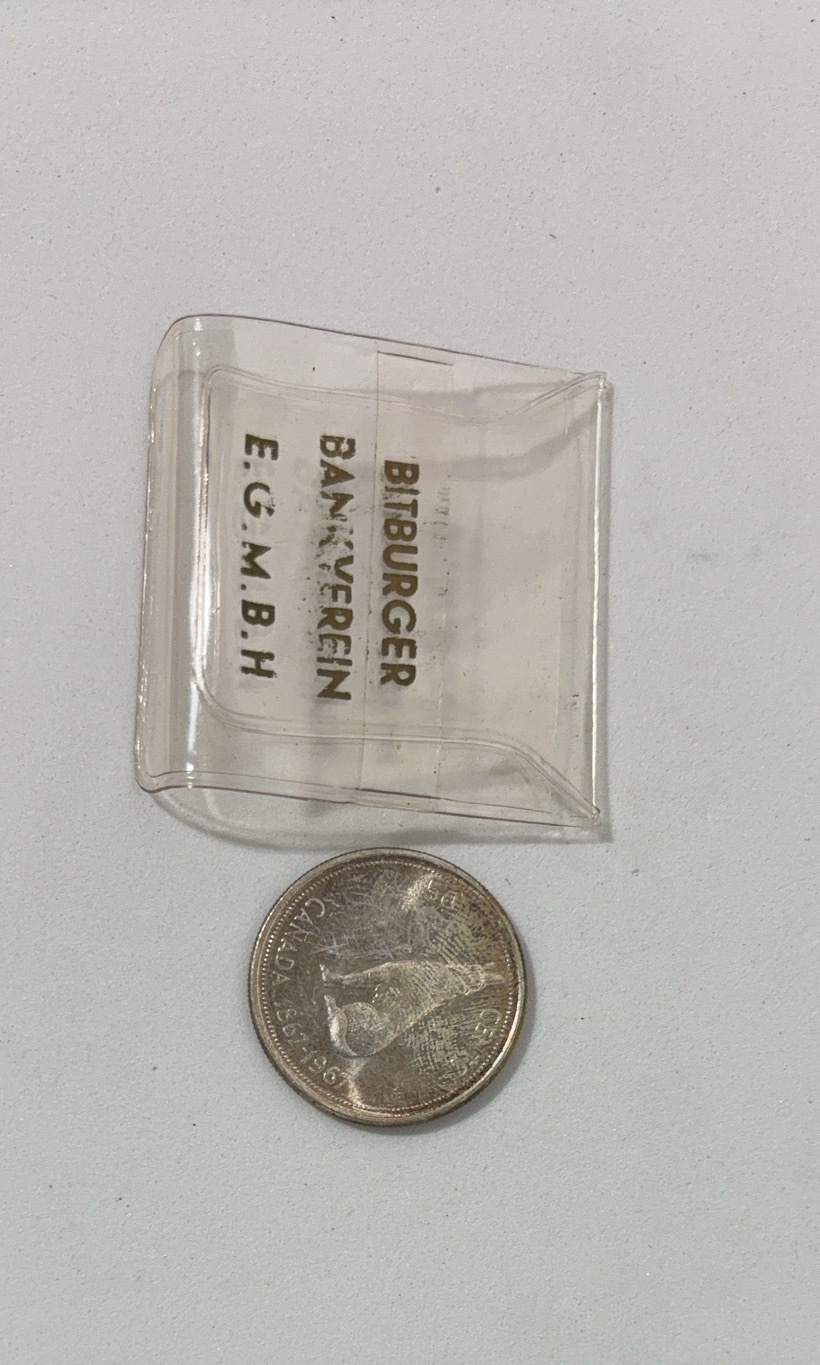 BITBURGER
BANKVEREIN
E.G.M.B.H
50 CENTS
CANADA 1867-1967